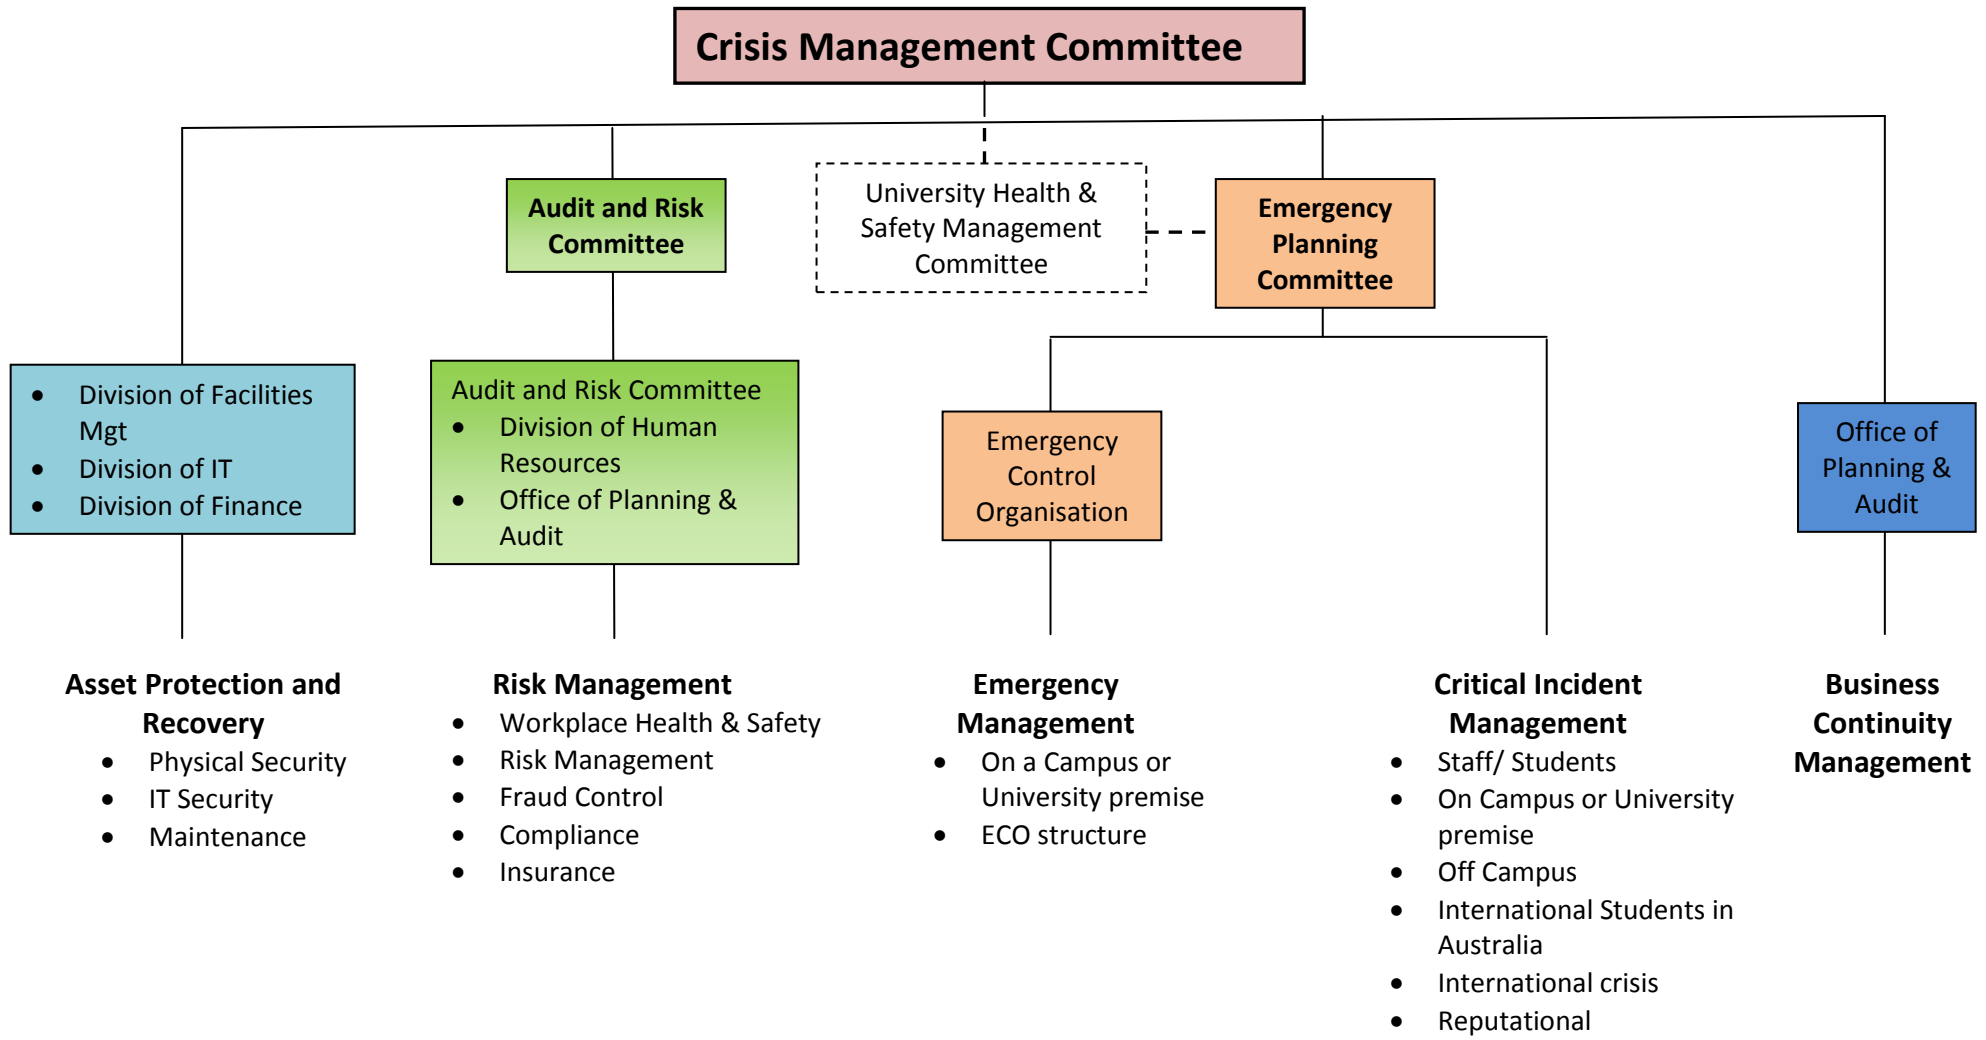 Crisis Management Committee
University Health &
Safety Management
Committee
Audit and Risk
Committee
Emergency
Planning
Committee
• Division of Facilities
Mgt
• Division of IT
• Division of Finance
Audit and Risk Committee
• Division of Human
Resources
• Office of Planning &
Audit
Emergency
Control
Organisation
Office of
Planning &
Audit
Asset Protection and
Recovery
• Physical Security
• IT Security
• Maintenance
Risk Management
• Workplace Health & Safety
• Risk Management
• Fraud Control
• Compliance
• Insurance
Emergency
Management
• On a Campus or
University premise
• ECO structure
Critical Incident
Management
• Staff/ Students
• On Campus or University
premise
• Off Campus
• International Students in
Australia
• International crisis
• Reputational
Business
Continuity
Management